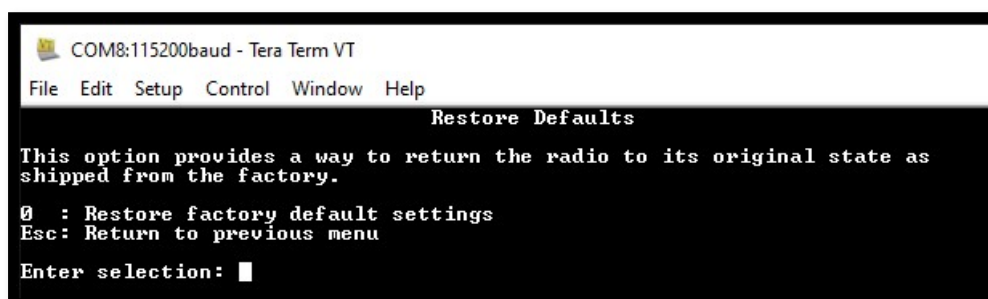 COM8:115200baud - Tera Term VT
File Edit Setup Control Window Help
Restore Defaults
This option provides a way to return the radio to its original state as
shipped from the factory.
0 : Restore factory default settings
Esc: Return to previous menu
Enter selection: